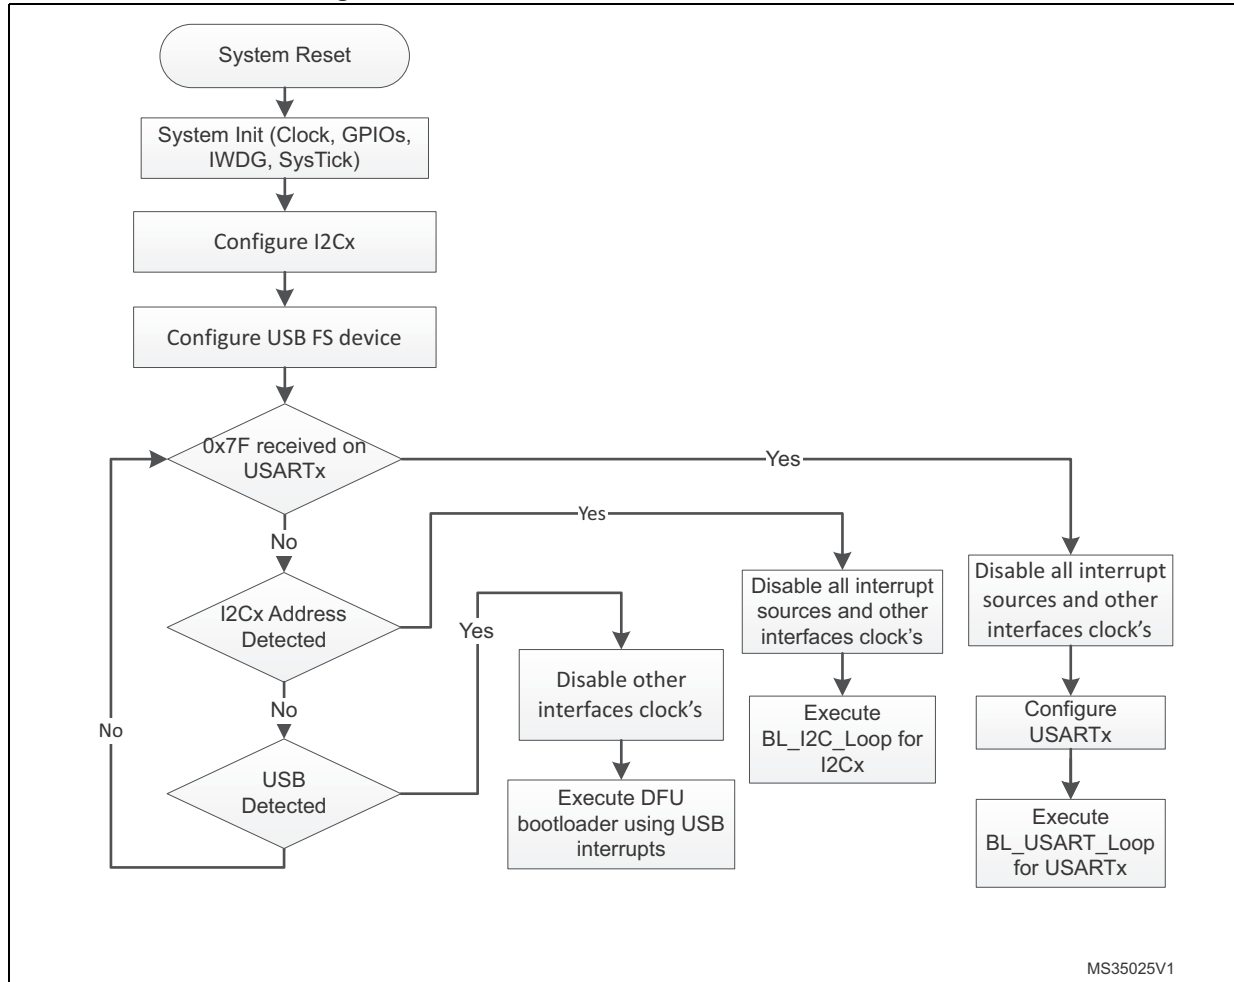 System Reset
System Init (Clock, GPIOs,
IWDG, SysTick)
Configure I2Cx
Configure USB FS device
0x7F received on
USARTx
Yes
No
Yes
I2Cx Address
Detected
Yes
No
No
USB
Detected
Disable other
interfaces clock's
Execute DFU
bootloader using USB
interrupts
Disable all interrupt
sources and other
interfaces clock's
Execute
BL_I2C_Loop for
I2Cx
Disable all interrupt
sources and other
interfaces clock's
Configure
USARTx
Execute
BL_USART_Loop
for USARTx
MS35025V1